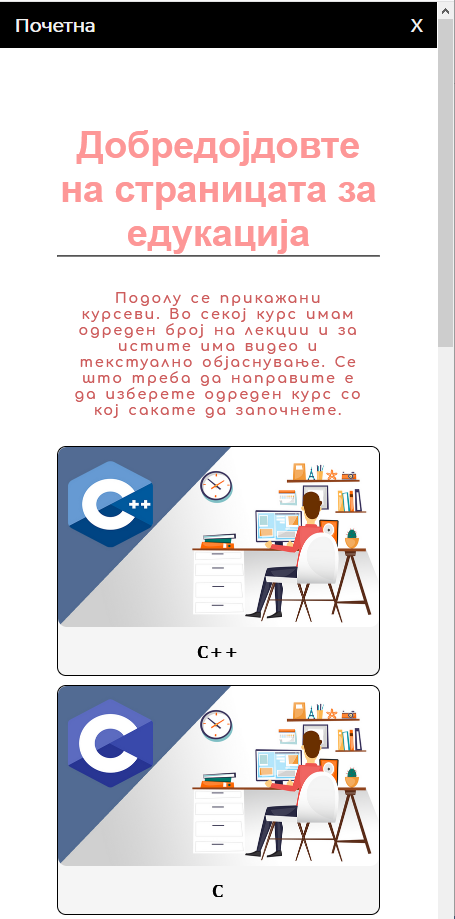 Почетна X
Добредојдовте
на страницата за
едукација
Подолу се прикажани
курсеви. Во секој курс имам
одреден број на лекции и за
истите има видео и
текстуално објаснување. Се
што треба да направите е
да изберете одреден курс со
кој сакате да започнете.
C++
C++
C
C